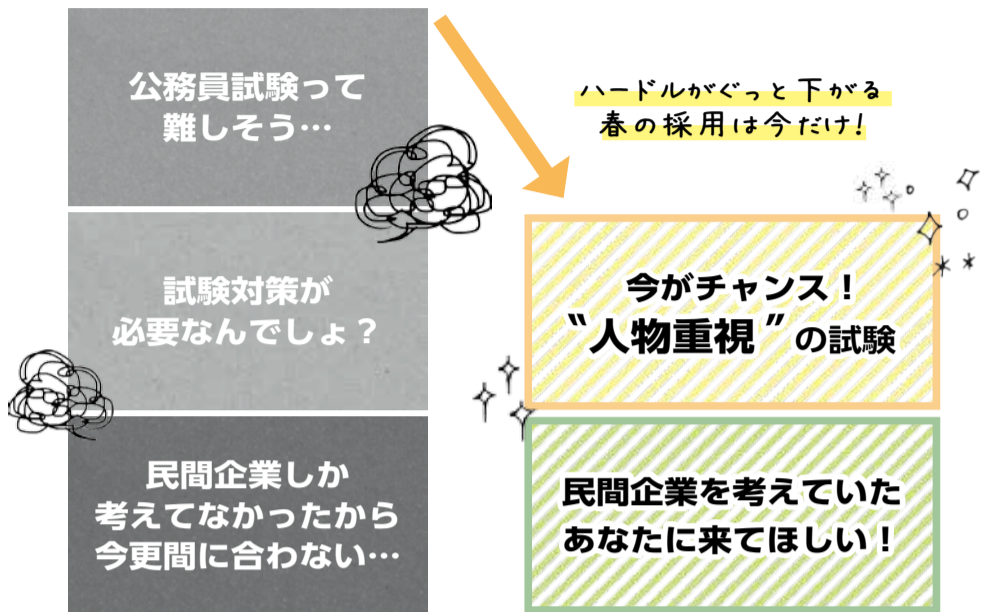 公務員試験って
難しそう…
試験対策が
必要なんでしょ？
民間企業しか
考えてなかったから
今更間に合わない…
ハードルがぐっと下がる
春の採用は今だけ!
今がチャンス！
〝人物重視〞の試験
民間企業を考えていた
あなたに来てほしい！